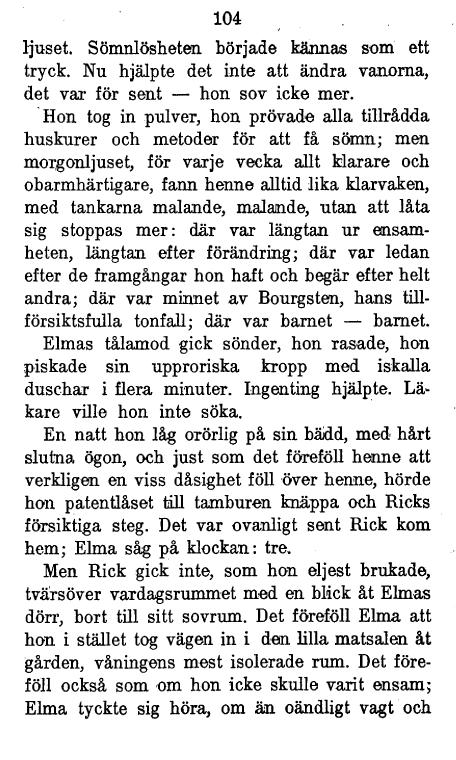 104
ljuset. Sömnlösheten började kännas som ett
tryck. Nu hjälpte det inte att ändra vanorna,
det var för sent — hon sov icke mer.
Hon tog in pulver, hon prövade alla tillrådda
huskurer och metoder för att få sömn; men
morgonljuset, för varje vecka allt klarare och
obarmhärtigare, fann henne alltid lika klarvaken,
med tankarna malande, malande, utan att låta
sig stoppas mer: där var längtan ur ensam-
heten, längtan efter förändring; där var ledan
efter de framgångar hon haft och begär efter helt
andra; där var minnet av Bourgsten, hans till-
försiktsfulla tonfall; där var barnet — barnet.
Elmas tålamod gick sönder, hon rasade, hon
piskade sin upproriska kropp med iskalla
duschar i flera minuter. Ingenting hjälpte. Lä-
kare ville hon inte söka.
En natt hon låg orörlig på sin bädd, med hårt
slutna ögon, och just som det föreföll henne att
verkligen en viss dåsighet föll över henne, hörde
hon patentlåset till tamburen knäppa och Ricks
försiktiga steg. Det var ovanligt sent Rick kom
hem; Elma såg på klockan: tre.
Men Rick gick inte, som hon eljest brukade,
tvärsöver vardagsrummet med en blick åt Elmas
dörr, bort till sitt sovrum. Det föreföll Elma att
hon i stället tog vägen in i den lilla matsalen åt
gården, våningens mest isolerade rum. Det före-
föll också som om hon icke skulle varit ensam;
Elma tyckte sig höra, om än oändligt vagt och